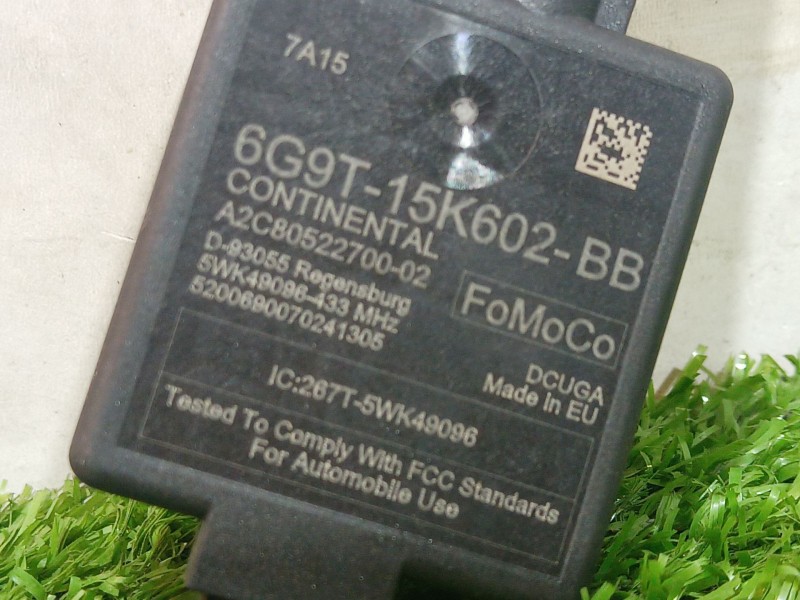 7A15
6G9T-15K602-BB
CONTINENTAL
A2C80522700-02
D-93055 Regensburg
5WK49096-433 MHz
5200690070241305
FoMoCo
DCUGA
Made in EU
IC:267T-5WK49096
Tested To Comply With FCC Standards
For Automobile Use